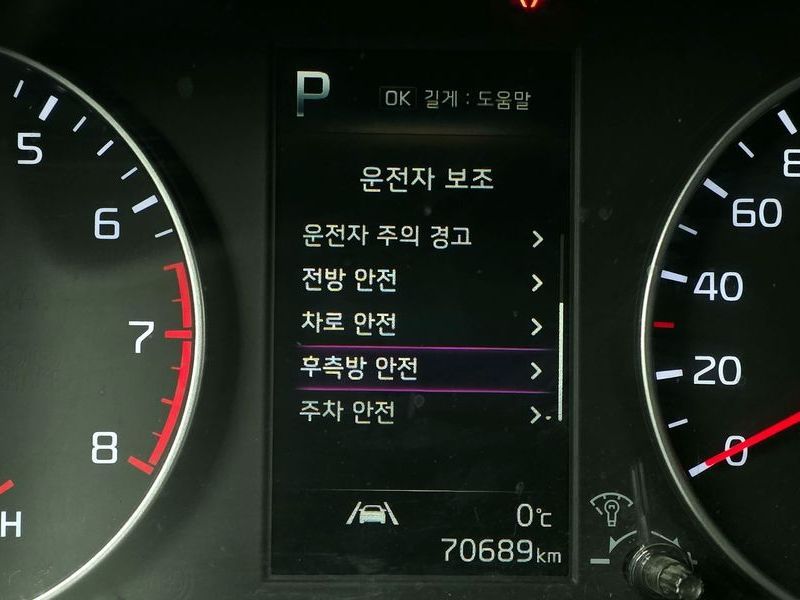 P
OK 길게 : 도움말
운전자 보조
운전자 주의 경고
전방 안전
차로 안전
후측방 안전
주차 안전
0℃
70689km
5
6
7
8
H
8
60
40
20
0